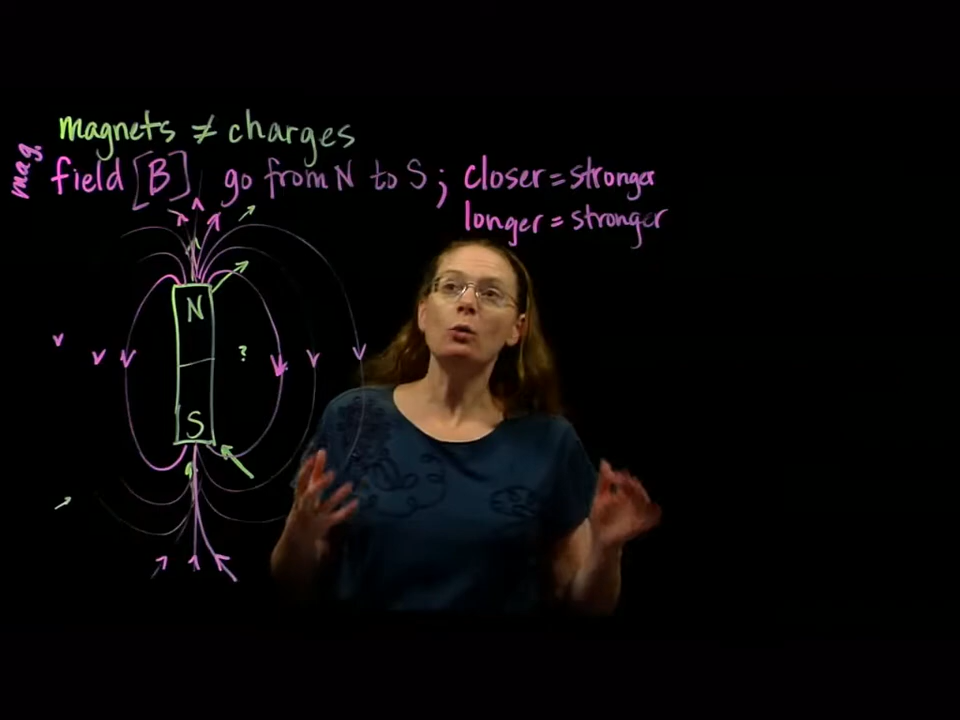 magnets ≠ charges
mag. field [B] go from N to S; closer = stronger
longer = stronger
N
?
S